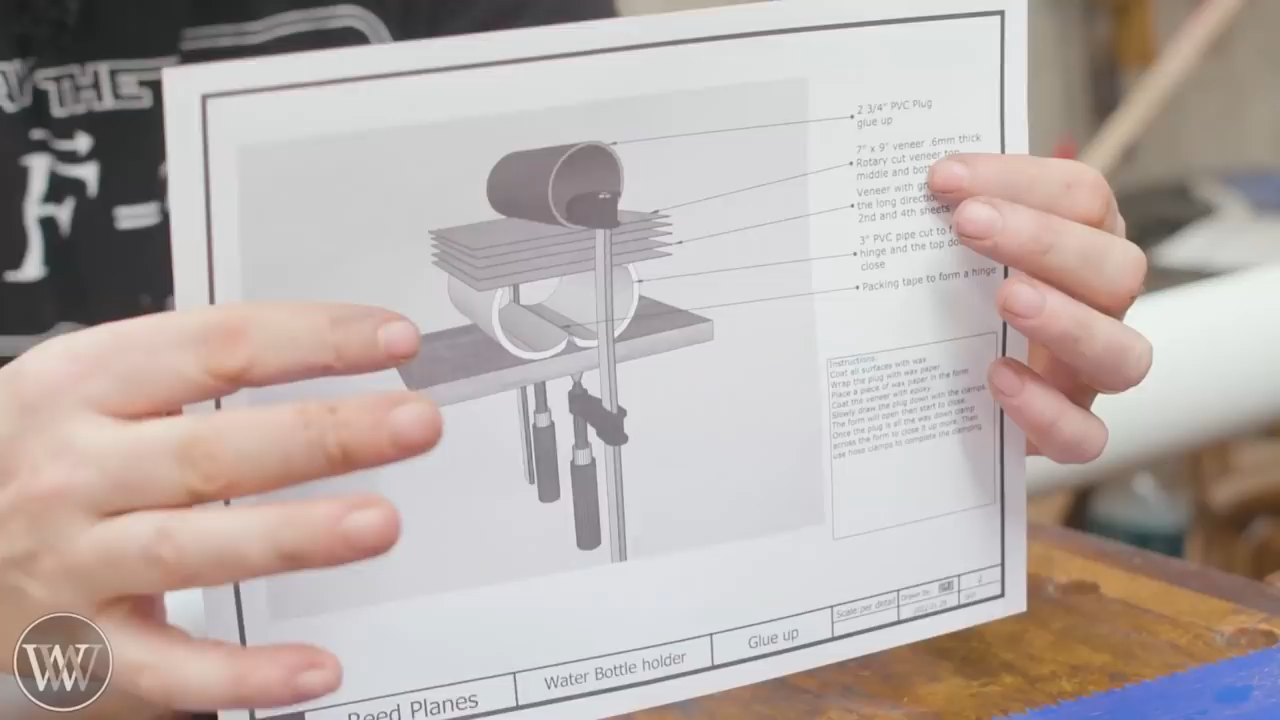 THE
F =
2 3/4" PVC Plug
glue up
7" x 9" veneer .6mm thick
Rotary cut veneer top
middle and
Veneer with
the long
2nd and 4th sheets
3" PVC pipe cut to
hinge and the top
close
Packing tape to form a hinge
Instructions:
Coat all surfaces with wax
Wrap the plug with wax paper
Place a piece of wax paper in the form
Coat the veneer with epoxy.
Slowly draw the plug down with the clamps.
The form will open then start to close.
Once the plug is all the way down clamp
across the form to close it up more. Then
use hose clamps to complete the clamping.
Scale per detail
Drawn By:
Reed Planes
Water Bottle holder
Glue up
W